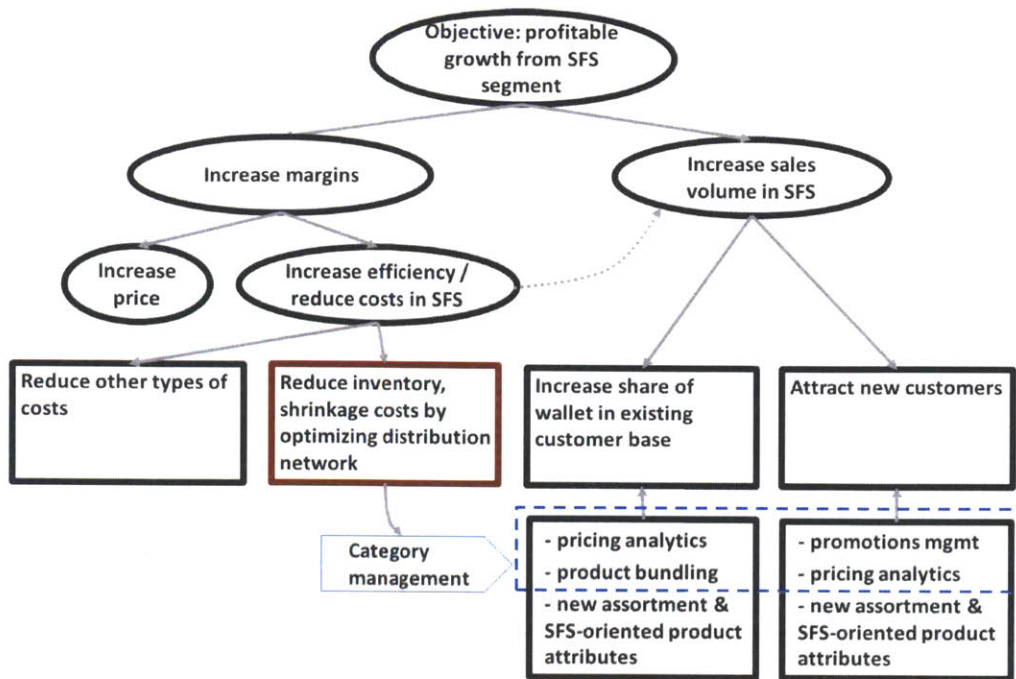 Objective: profitable
growth from SFS
segment
Increase margins
Increase sales
volume in SFS
Increase
price
Increase efficiency /
reduce costs in SFS
Reduce other types of
costs
Reduce inventory,
shrinkage costs by
optimizing distribution
network
Increase share of
wallet in existing
customer base
Attract new customers
Category
management
- pricing analytics
- product bundling
- new assortment &
SFS-oriented product
attributes
- promotions mgmt
- pricing analytics
- new assortment &
SFS-oriented product
attributes